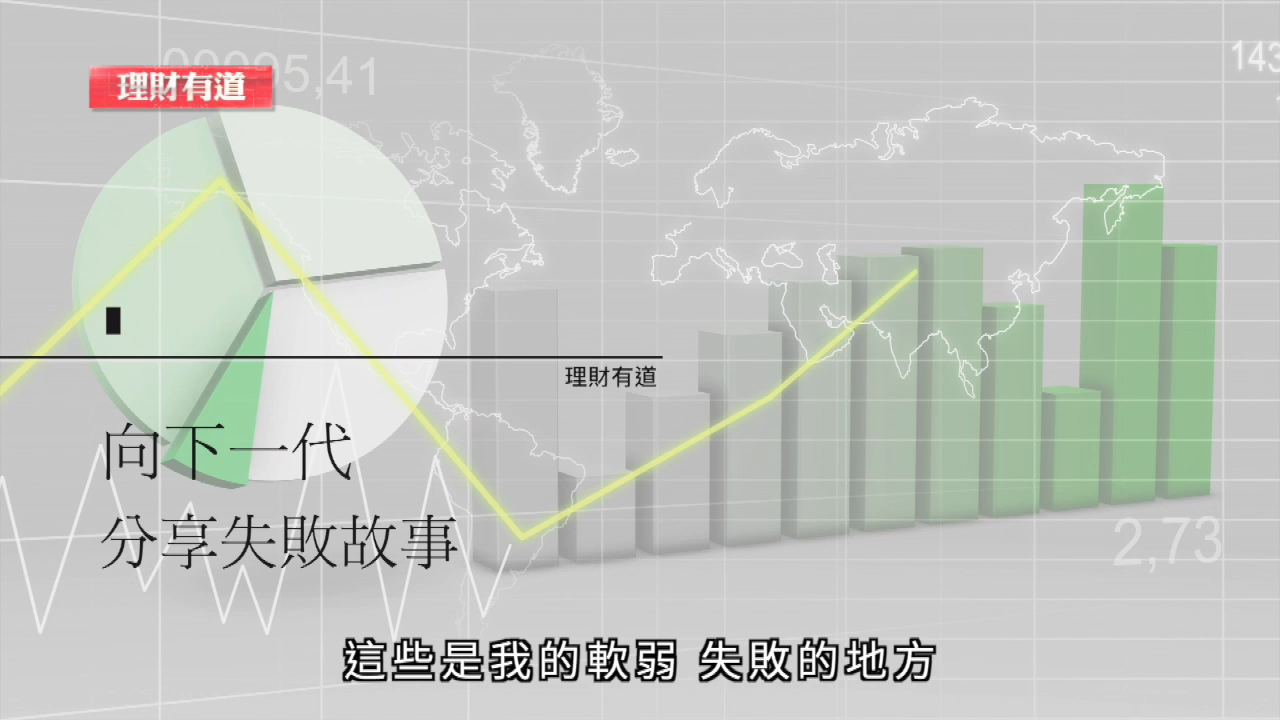 理財有道
5,41
143
理財有道
向下一代
分享失敗故事
2,73
這些是我的軟弱 失敗的地方